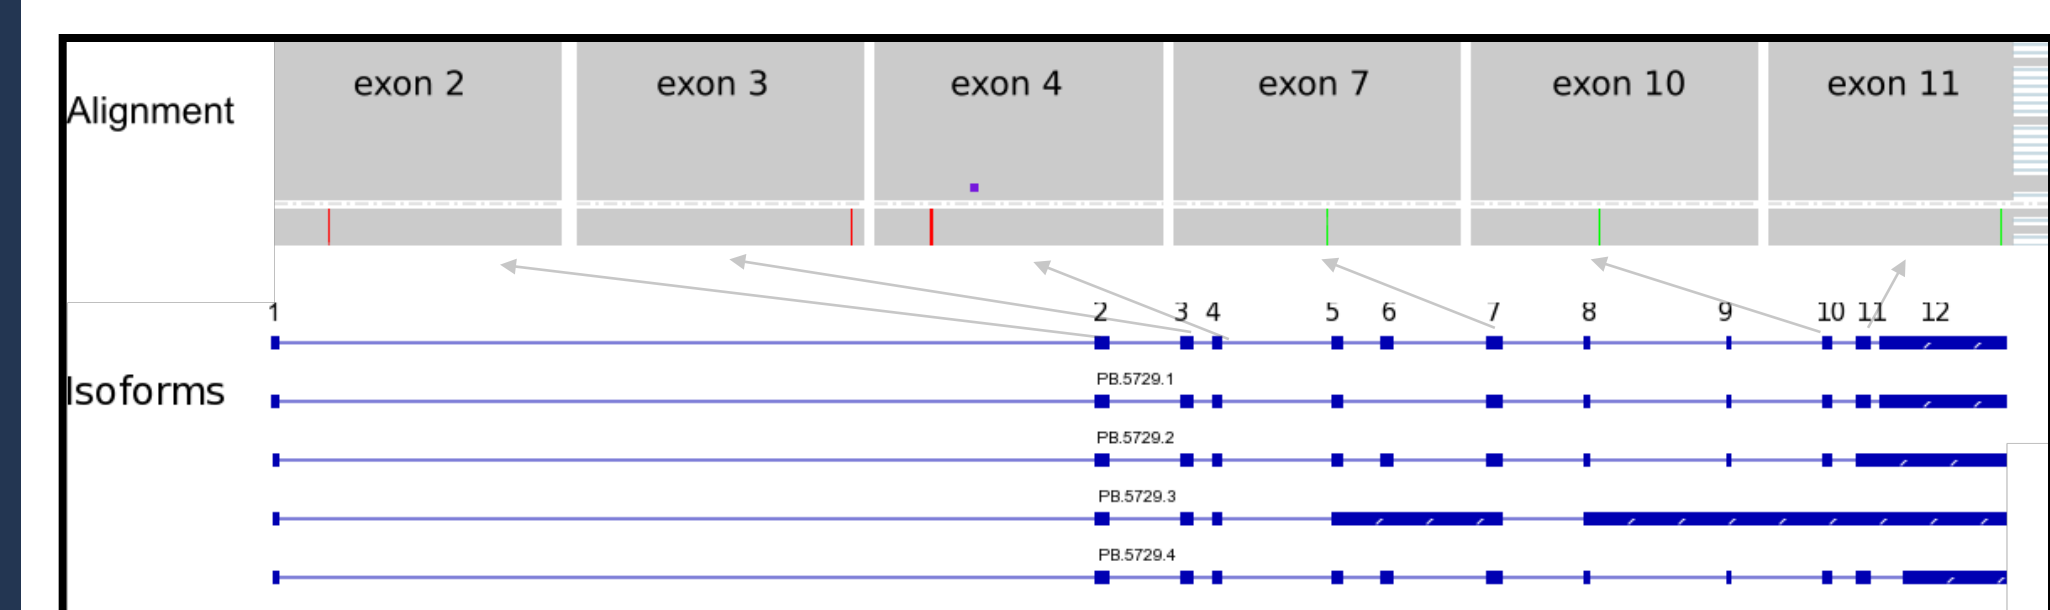 exon 2 exon 3 exon 4 exon 7 exon 10 exon 11
Alignment
1 2 3 4 5 6 7 8 9 10 11 12
PB.5729.1
Isoforms
PB.5729.2
PB.5729.3
PB.5729.4